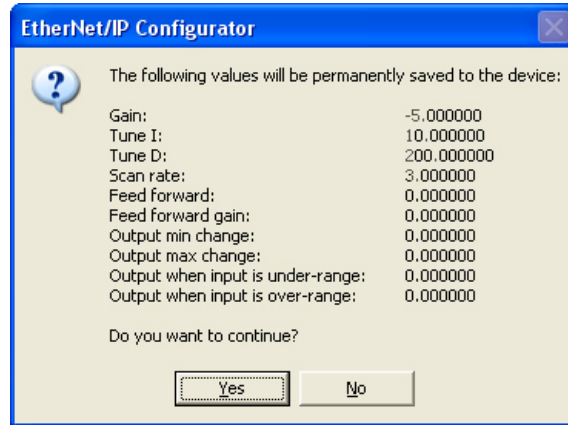 EtherNet/IP Configurator
The following values will be permanently saved to the device:
Gain: -5.000000
Tune I: 10.000000
Tune D: 200.000000
Scan rate: 3.000000
Feed forward: 0.000000
Feed forward gain: 0.000000
Output min change: 0.000000
Output max change: 0.000000
Output when input is under-range: 0.000000
Output when input is over-range: 0.000000
Do you want to continue?
Yes No